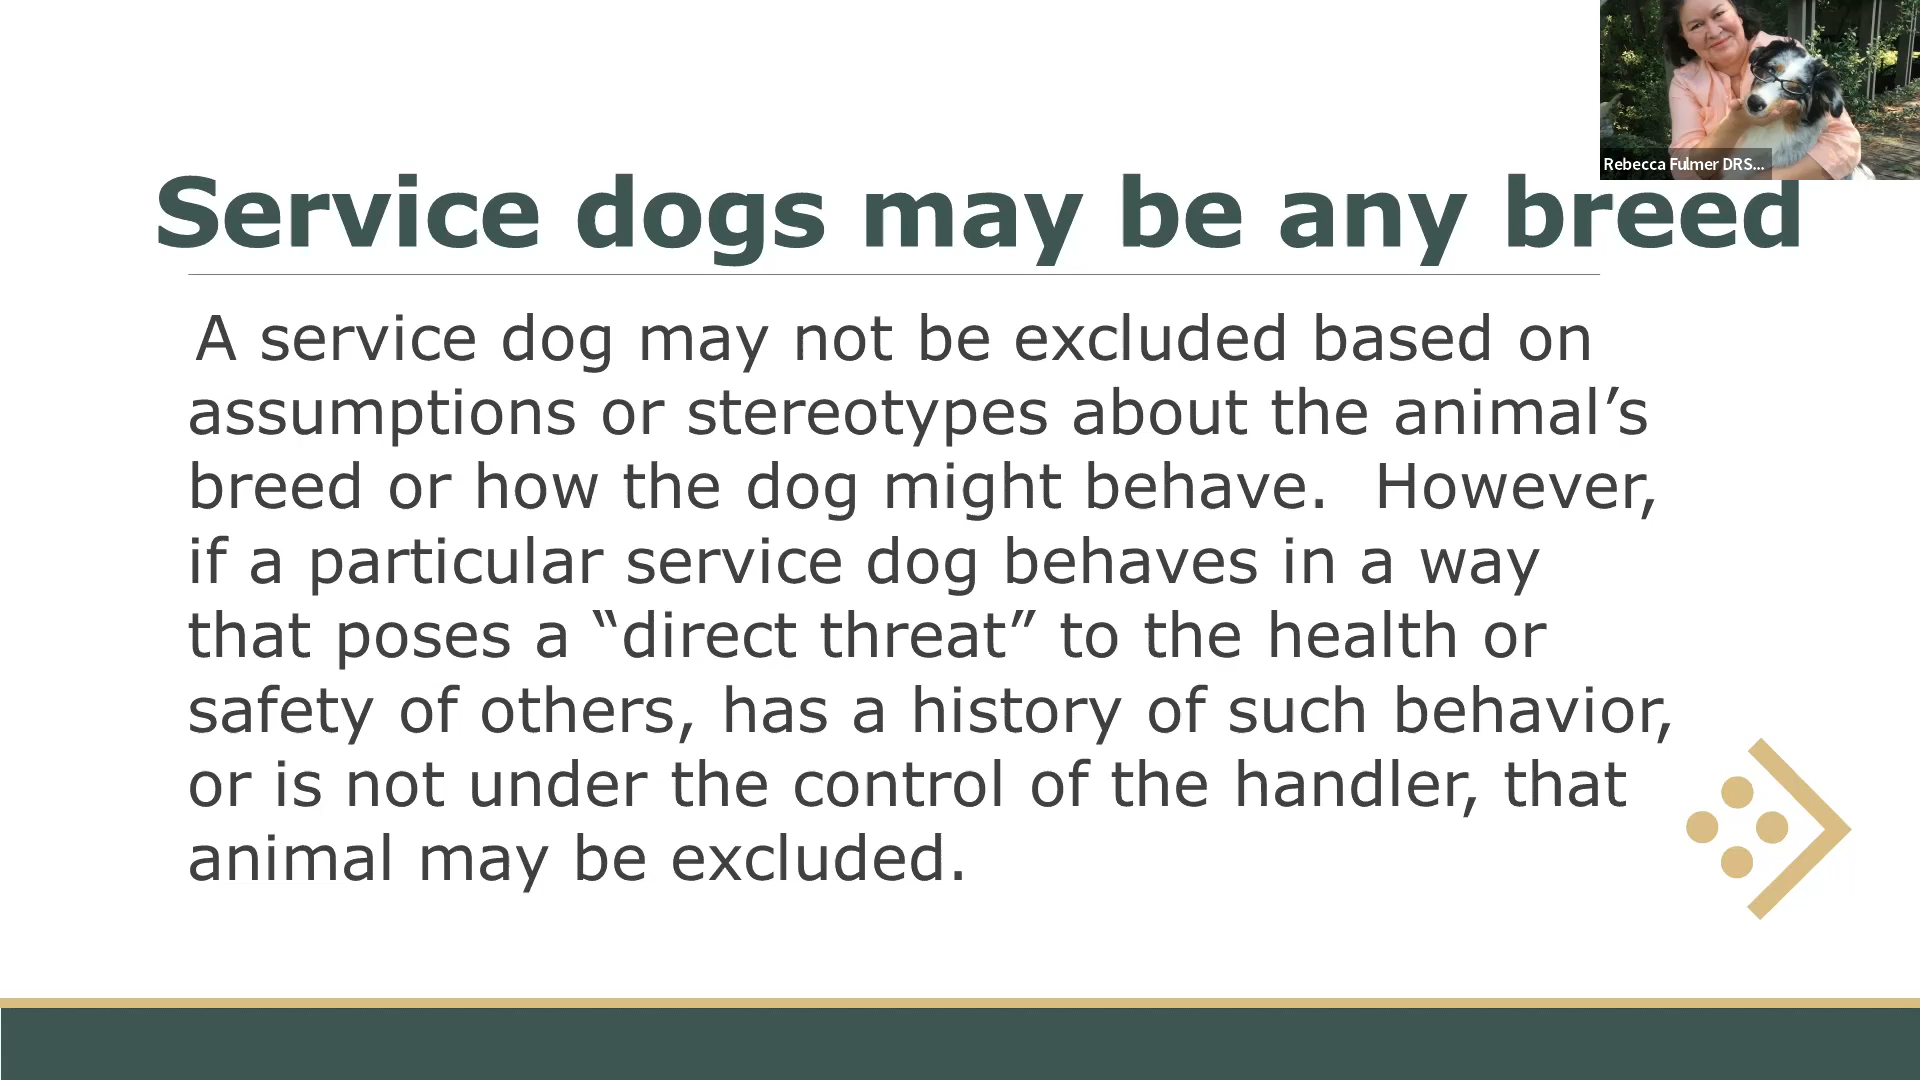 Rebecca Fulmer DRS...
Service dogs may be any breed
A service dog may not be excluded based on
assumptions or stereotypes about the animal’s
breed or how the dog might behave.  However,
if a particular service dog behaves in a way
that poses a “direct threat” to the health or
safety of others, has a history of such behavior,
or is not under the control of the handler, that
animal may be excluded.